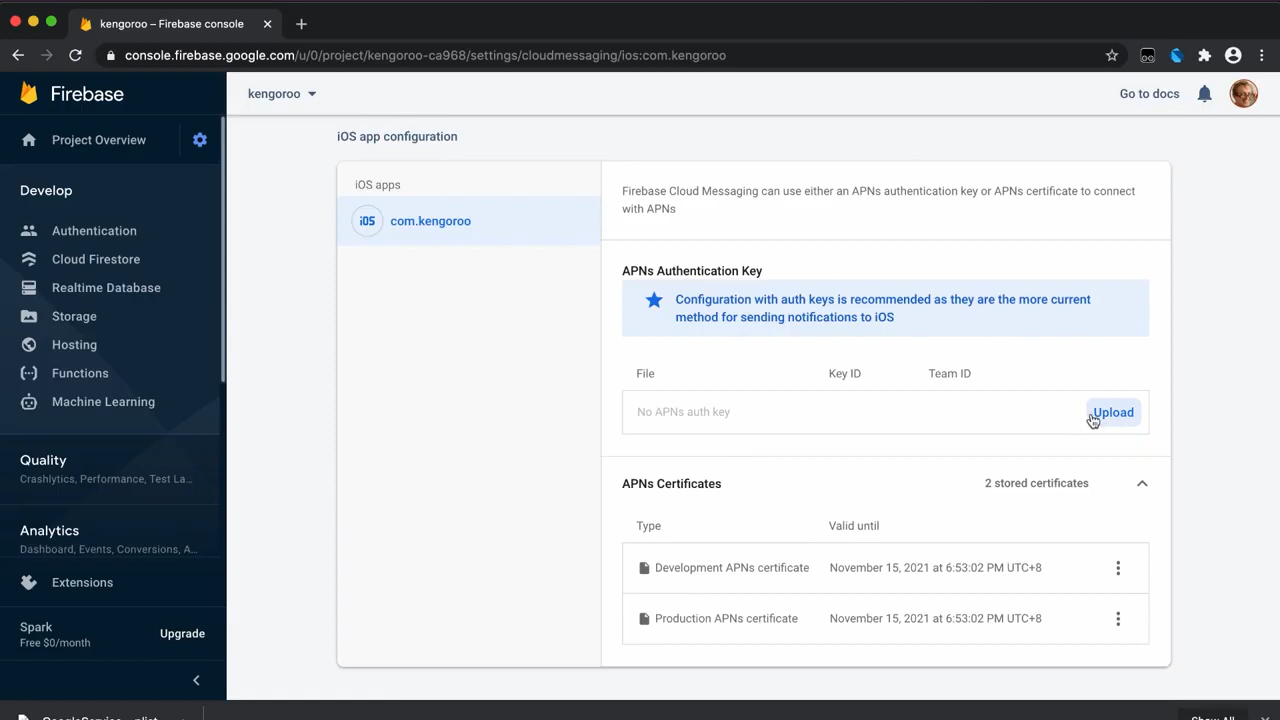 kengoroo – Firebase console
console.firebase.google.com/u/0/project/kengoroo-ca968/settings/cloudmessaging/ios:com.kengoroo
Firebase
kengoroo
Go to docs
Project Overview
Develop
Authentication
Cloud Firestore
Realtime Database
Storage
Hosting
Functions
Machine Learning
Quality
Crashlytics, Performance, Test La...
Analytics
Dashboard, Events, Conversions, A...
Extensions
Spark
Free $0/month
Upgrade
iOS app configuration
iOS apps
iOS
com.kengoroo
Firebase Cloud Messaging can use either an APNs authentication key or APNs certificate to connect
with APNs
APNs Authentication Key
Configuration with auth keys is recommended as they are the more current
method for sending notifications to iOS
File Key ID Team ID
No APNs auth key Upload
APNs Certificates 2 stored certificates
Type Valid until
Development APNs certificate November 15, 2021 at 6:53:02 PM UTC+8
Production APNs certificate November 15, 2021 at 6:53:02 PM UTC+8
Show All